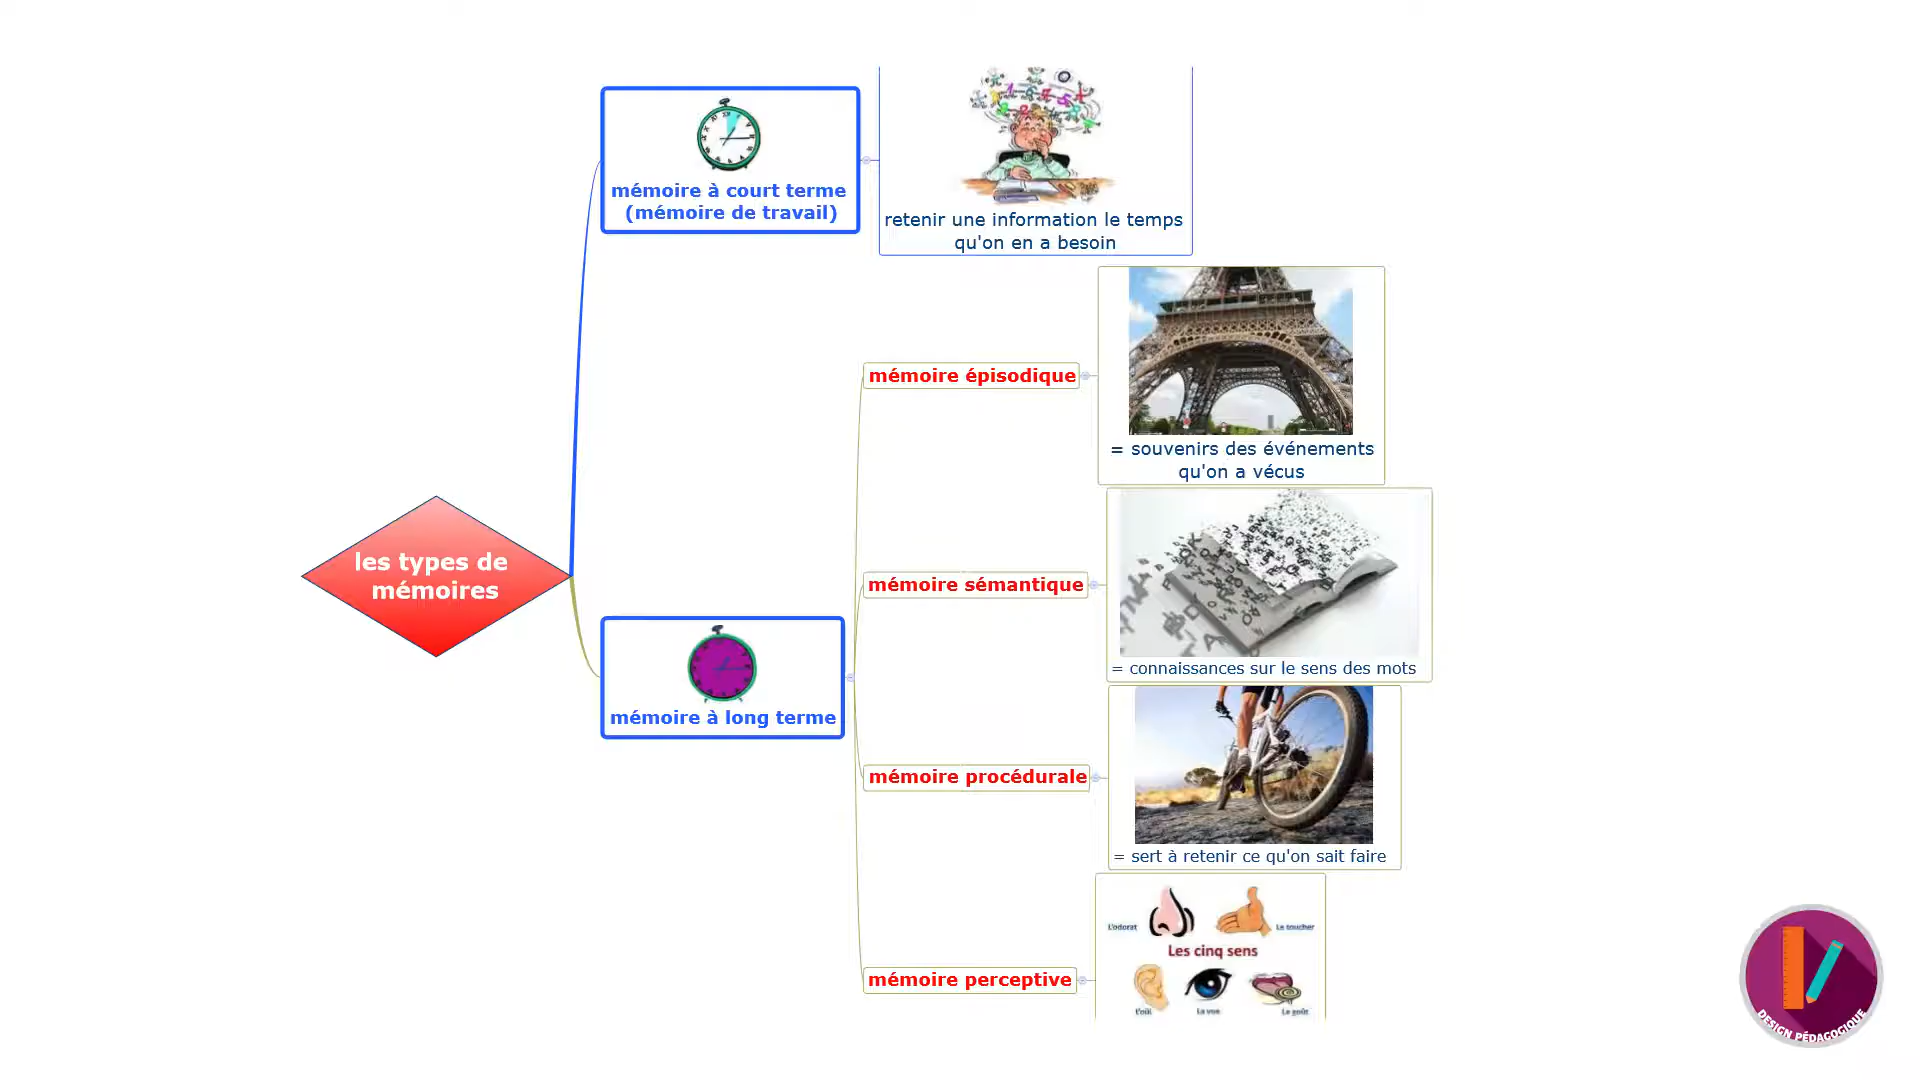 mémoire à court terme
(mémoire de travail)
retenir une information le temps
qu'on en a besoin
mémoire épisodique
= souvenirs des événements
qu'on a vécus
les types de
mémoires
mémoire sémantique
= connaissances sur le sens des mots
mémoire à long terme
mémoire procédurale
= sert à retenir ce qu'on sait faire
mémoire perceptive
L'odorat
Le toucher
Les cinq sens
La vue
Le goût
DESIGN PÉDAGOGIQUE